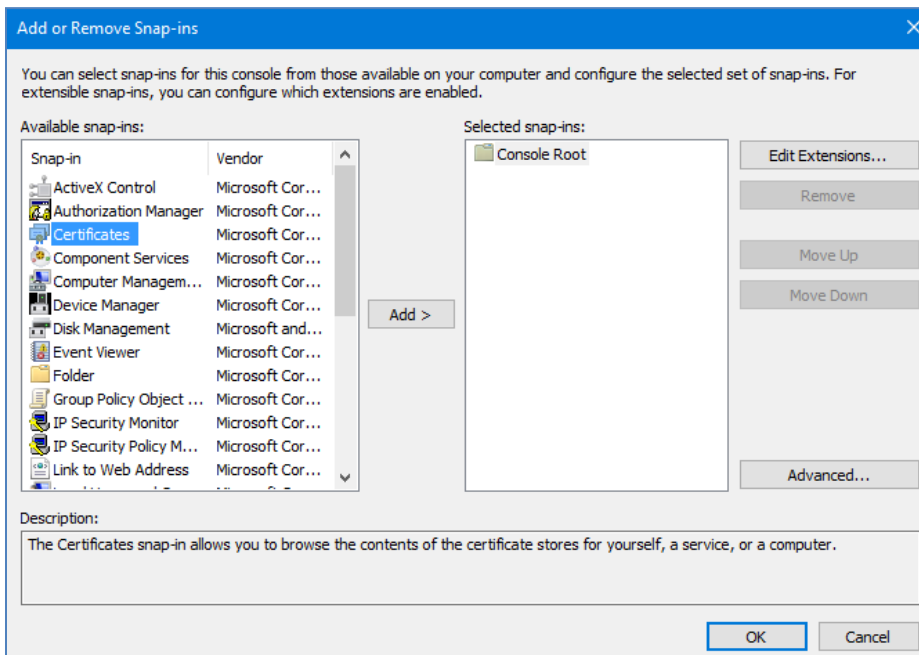 Add or Remove Snap-ins
You can select snap-ins for this console from those available on your computer and configure the selected set of snap-ins. For
extensible snap-ins, you can configure which extensions are enabled.
Available snap-ins:
Selected snap-ins:
Snap-in Vendor
ActiveX Control Microsoft Cor...
Authorization Manager Microsoft Cor...
Certificates Microsoft Cor...
Component Services Microsoft Cor...
Computer Managem... Microsoft Cor...
Device Manager Microsoft Cor...
Disk Management Microsoft and...
Event Viewer Microsoft Cor...
Folder Microsoft Cor...
Group Policy Object ... Microsoft Cor...
IP Security Monitor Microsoft Cor...
IP Security Policy M... Microsoft Cor...
Link to Web Address Microsoft Cor...
Add >
Console Root
Edit Extensions...
Remove
Move Up
Move Down
Advanced...
Description:
The Certificates snap-in allows you to browse the contents of the certificate stores for yourself, a service, or a computer.
OK
Cancel